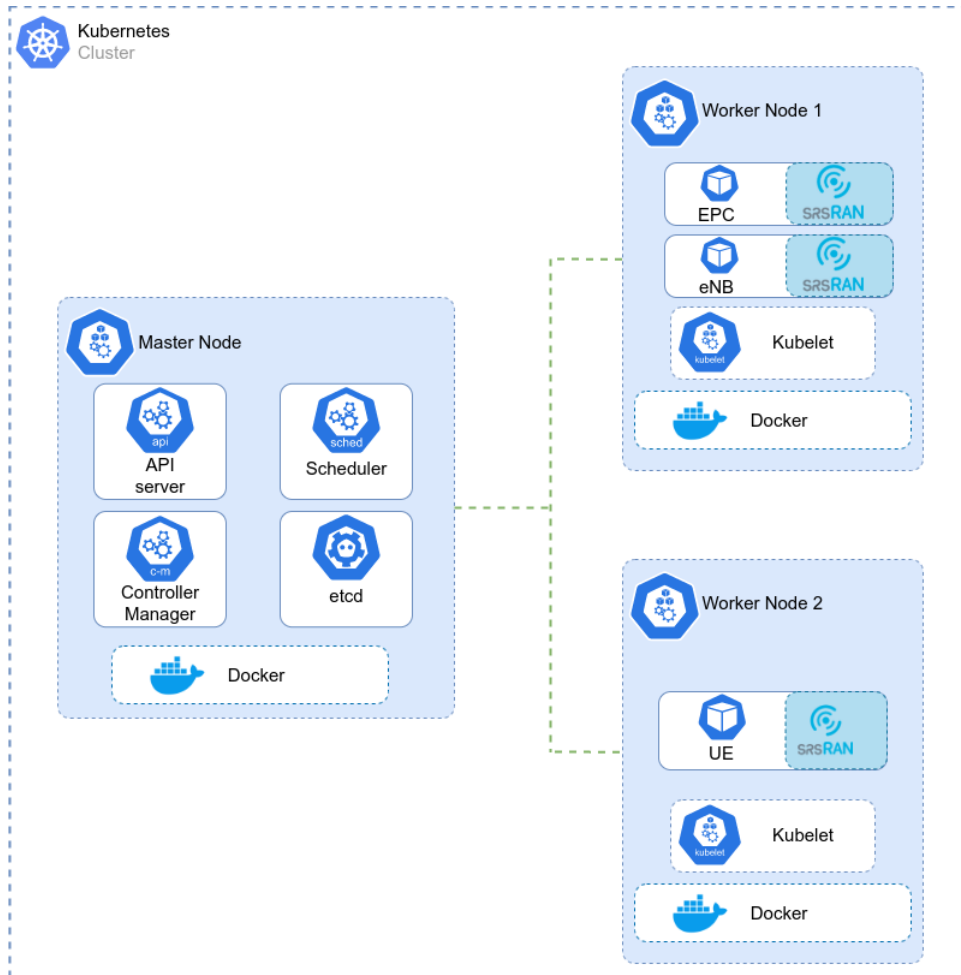 Kubernetes
Cluster
Master Node
api
API
server
sched
Scheduler
c-m
Controller
Manager
etcd
Docker
Worker Node 1
EPC
srsRAN
eNB
srsRAN
kubelet
Kubelet
Docker
Worker Node 2
UE
srsRAN
kubelet
Kubelet
Docker